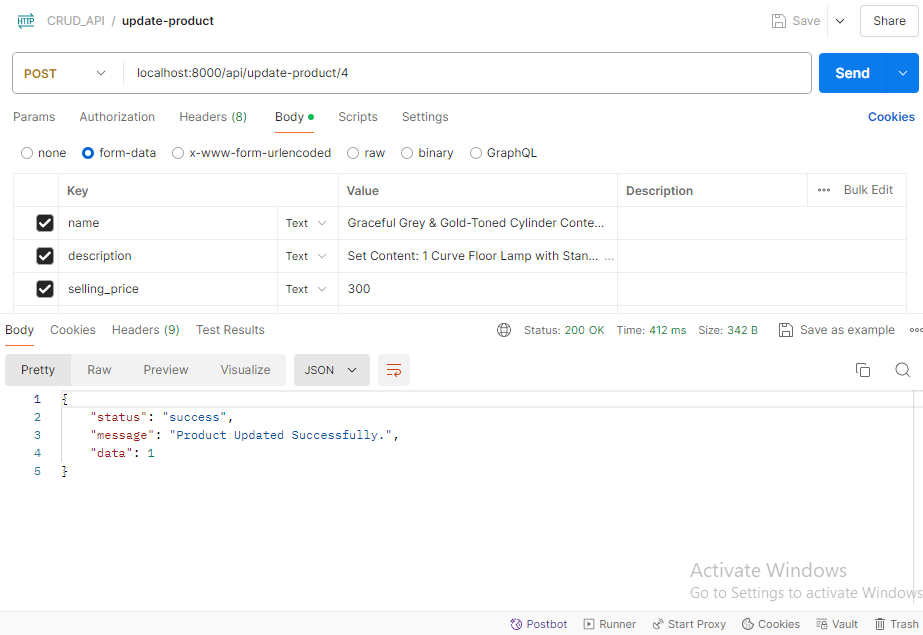 HTTP CRUD_API / update-product Save Share
POST localhost:8000/api/update-product/4 Send
Params Authorization Headers (8) Body Scripts Settings Cookies
none form-data x-www-form-urlencoded raw binary GraphQL
Key Value Description ••• Bulk Edit
name Text Graceful Grey & Gold-Toned Cylinder Conte...
description Text Set Content: 1 Curve Floor Lamp with Stan... ...
selling_price Text 300
Body Cookies Headers (9) Test Results Status: 200 OK Time: 412 ms Size: 342 B Save as example
Pretty Raw Preview Visualize JSON
1 {
2 "status": "success",
3 "message": "Product Updated Successfully.",
4 "data": 1
5 }
Activate Windows
Go to Settings to activate Windows
Postbot Runner Start Proxy Cookies Vault Trash